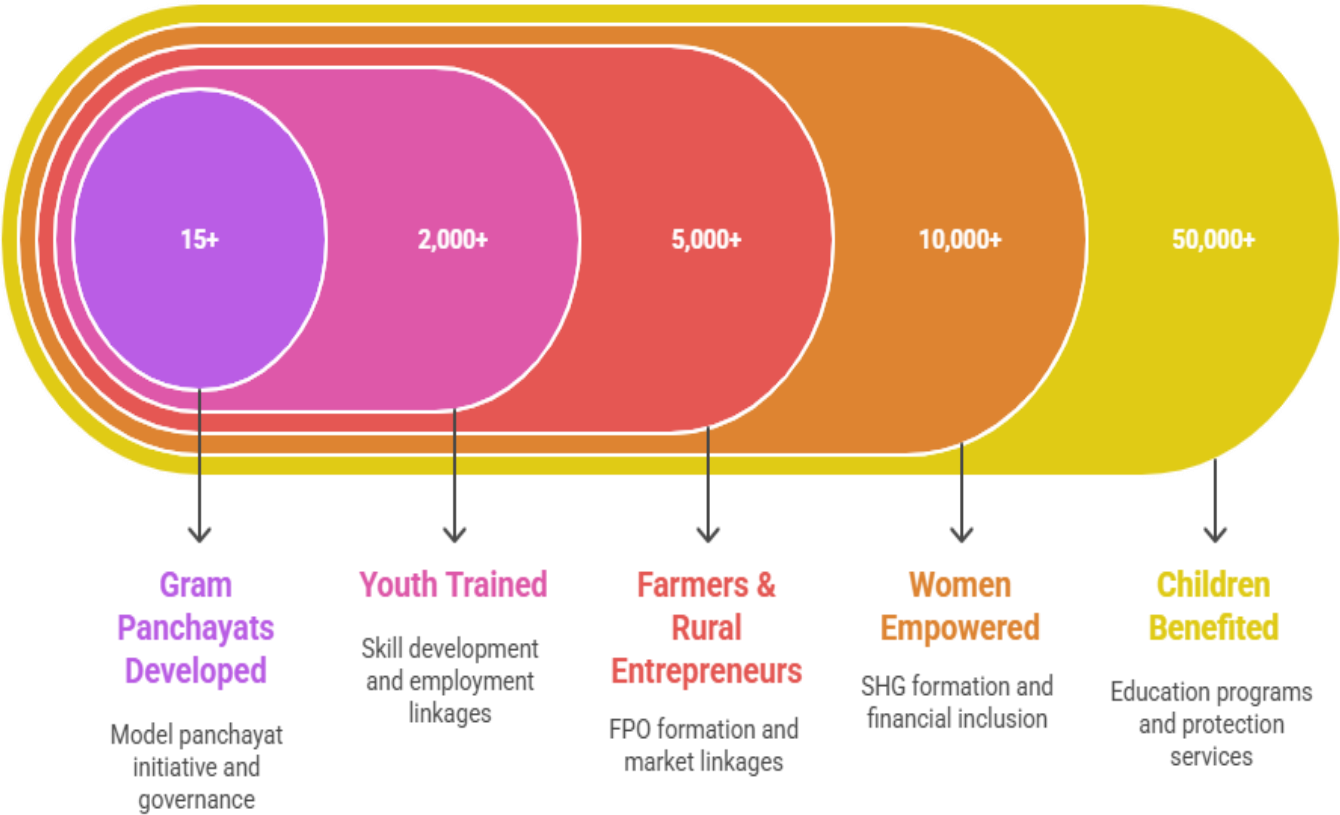 15+
2,000+
5,000+
10,000+
50,000+
Gram
Panchayats
Developed
Model panchayat
initiative and
governance
Youth Trained
Skill development
and employment
linkages
Farmers &
Rural
Entrepreneurs
FPO formation and
market linkages
Women
Empowered
SHG formation and
financial inclusion
Children
Benefited
Education programs
and protection
services